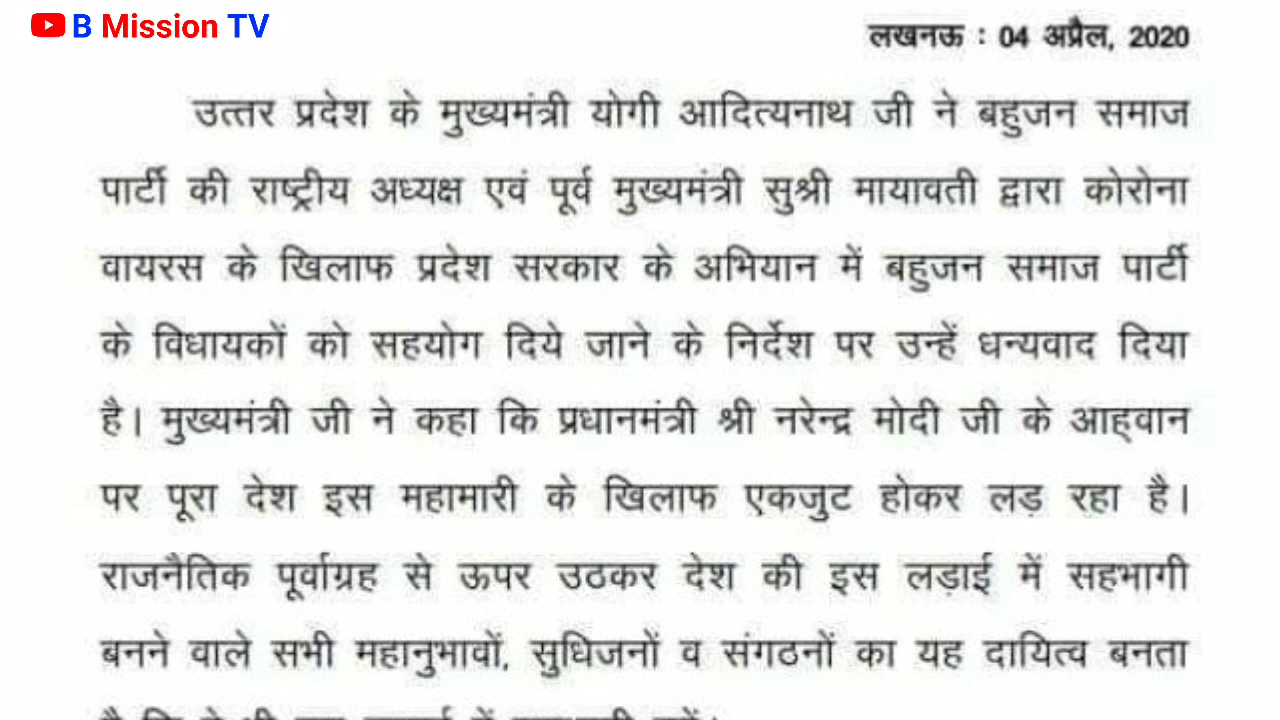 B Mission TV
लखनऊ : 04 अप्रैल, 2020
उत्तर प्रदेश के मुख्यमंत्री योगी आदित्यनाथ जी ने बहुजन समाज
पार्टी की राष्ट्रीय अध्यक्ष एवं पूर्व मुख्यमंत्री सुश्री मायावती द्वारा कोरोना
वायरस के खिलाफ प्रदेश सरकार के अभियान में बहुजन समाज पार्टी
के विधायकों को सहयोग दिये जाने के निर्देश पर उन्हें धन्यवाद दिया
है। मुख्यमंत्री जी ने कहा कि प्रधानमंत्री श्री नरेन्द्र मोदी जी के आह्वान
पर पूरा देश इस महामारी के खिलाफ एकजुट होकर लड़ रहा है।
राजनैतिक पूर्वाग्रह से ऊपर उठकर देश की इस लड़ाई में सहभागी
बनने वाले सभी महानुभावों, सुधिजनों व संगठनों का यह दायित्व बनता